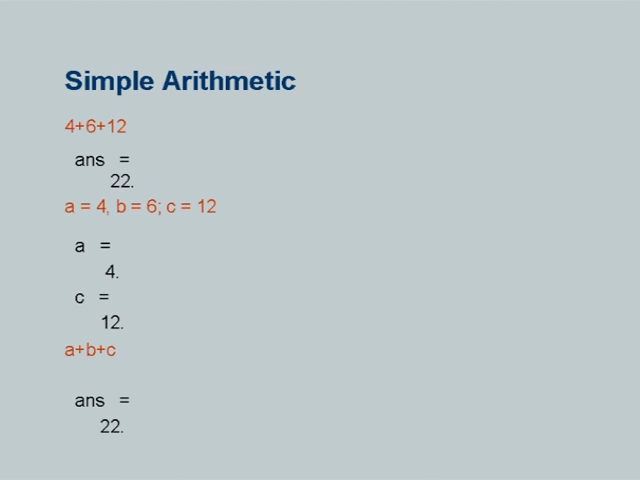 Simple Arithmetic
4+6+12
ans =
22.
a = 4, b = 6; c = 12
a =
4.
c =
12.
a+b+c
ans =
22.